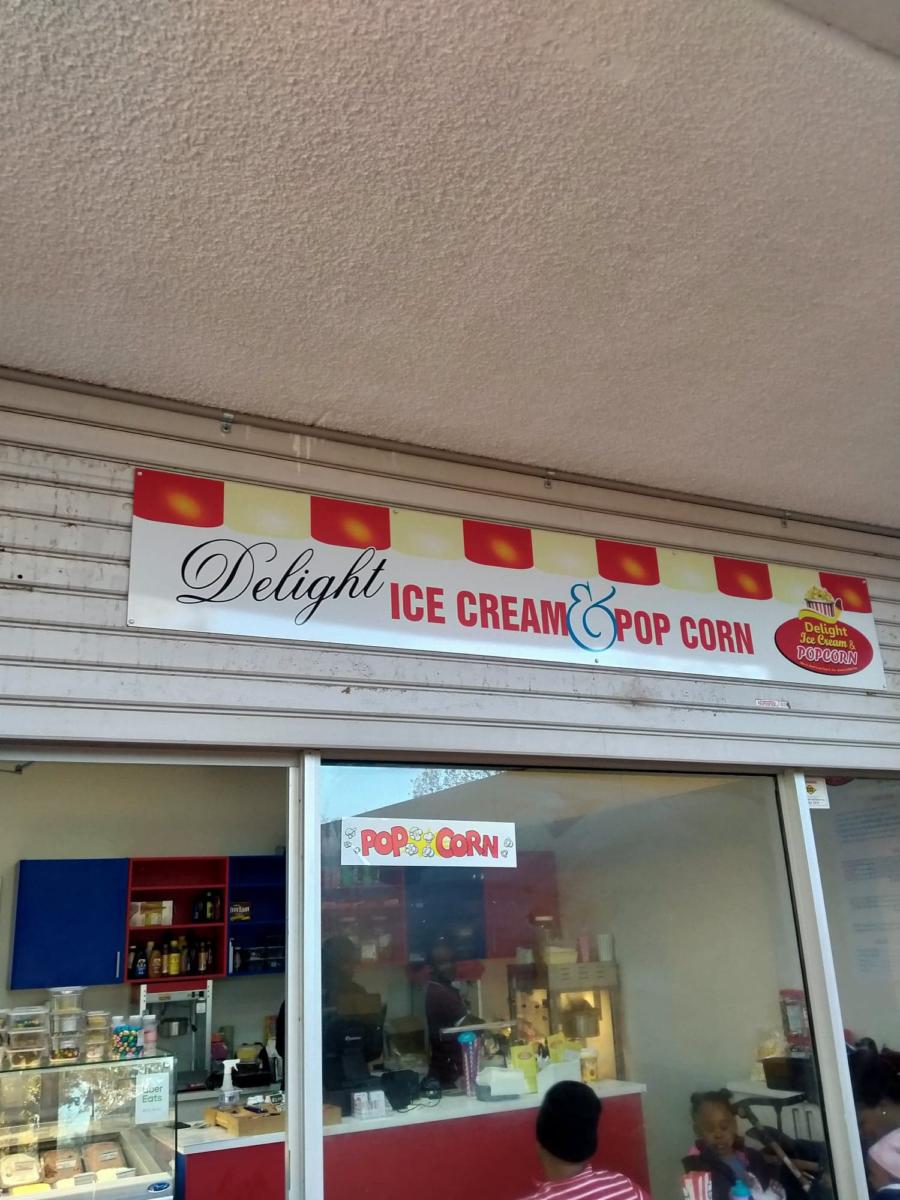 Delight ICE CREAM & POP CORN
Delight
Ice Cream &
POPCORN
POP CORN
Uber
Eats